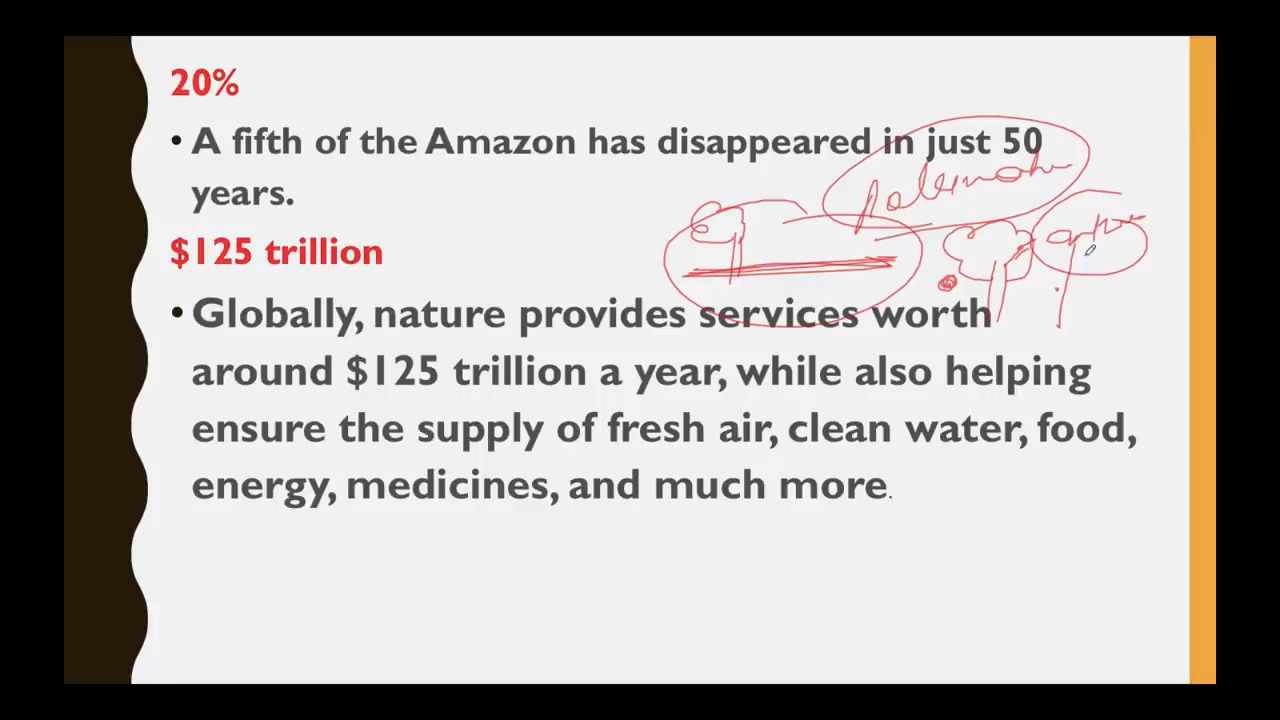 20%
• A fifth of the Amazon has disappeared in just 50
years.
$125 trillion
• Globally, nature provides services worth
around $125 trillion a year, while also helping
ensure the supply of fresh air, clean water, food,
energy, medicines, and much more.